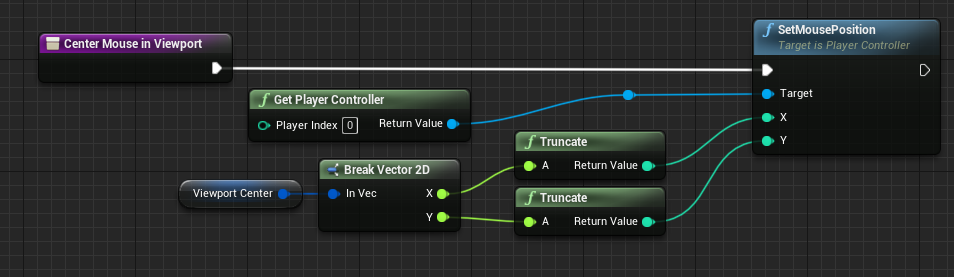 Center Mouse in Viewport
SetMousePosition
Target is Player Controller
Target
X
Y
Get Player Controller
Player Index 0 Return Value
Truncate
A Return Value
Break Vector 2D
Viewport Center
In Vec X
Y
Truncate
A Return Value